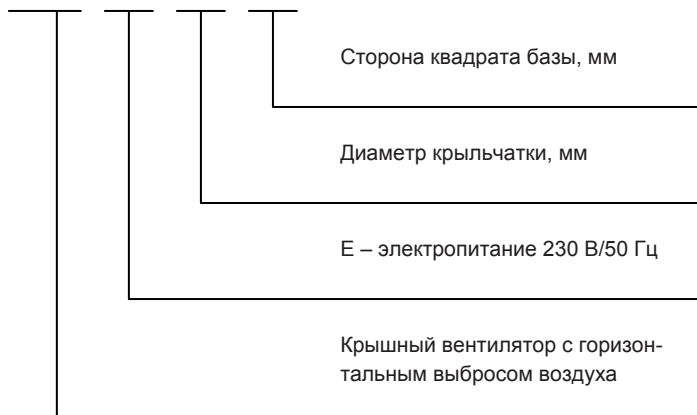 Сторона квадрата базы, мм
Диаметр крыльчатки, мм
E – электропитание 230 В/50 Гц
Крышный вентилятор с горизон-
тальным выбросом воздуха